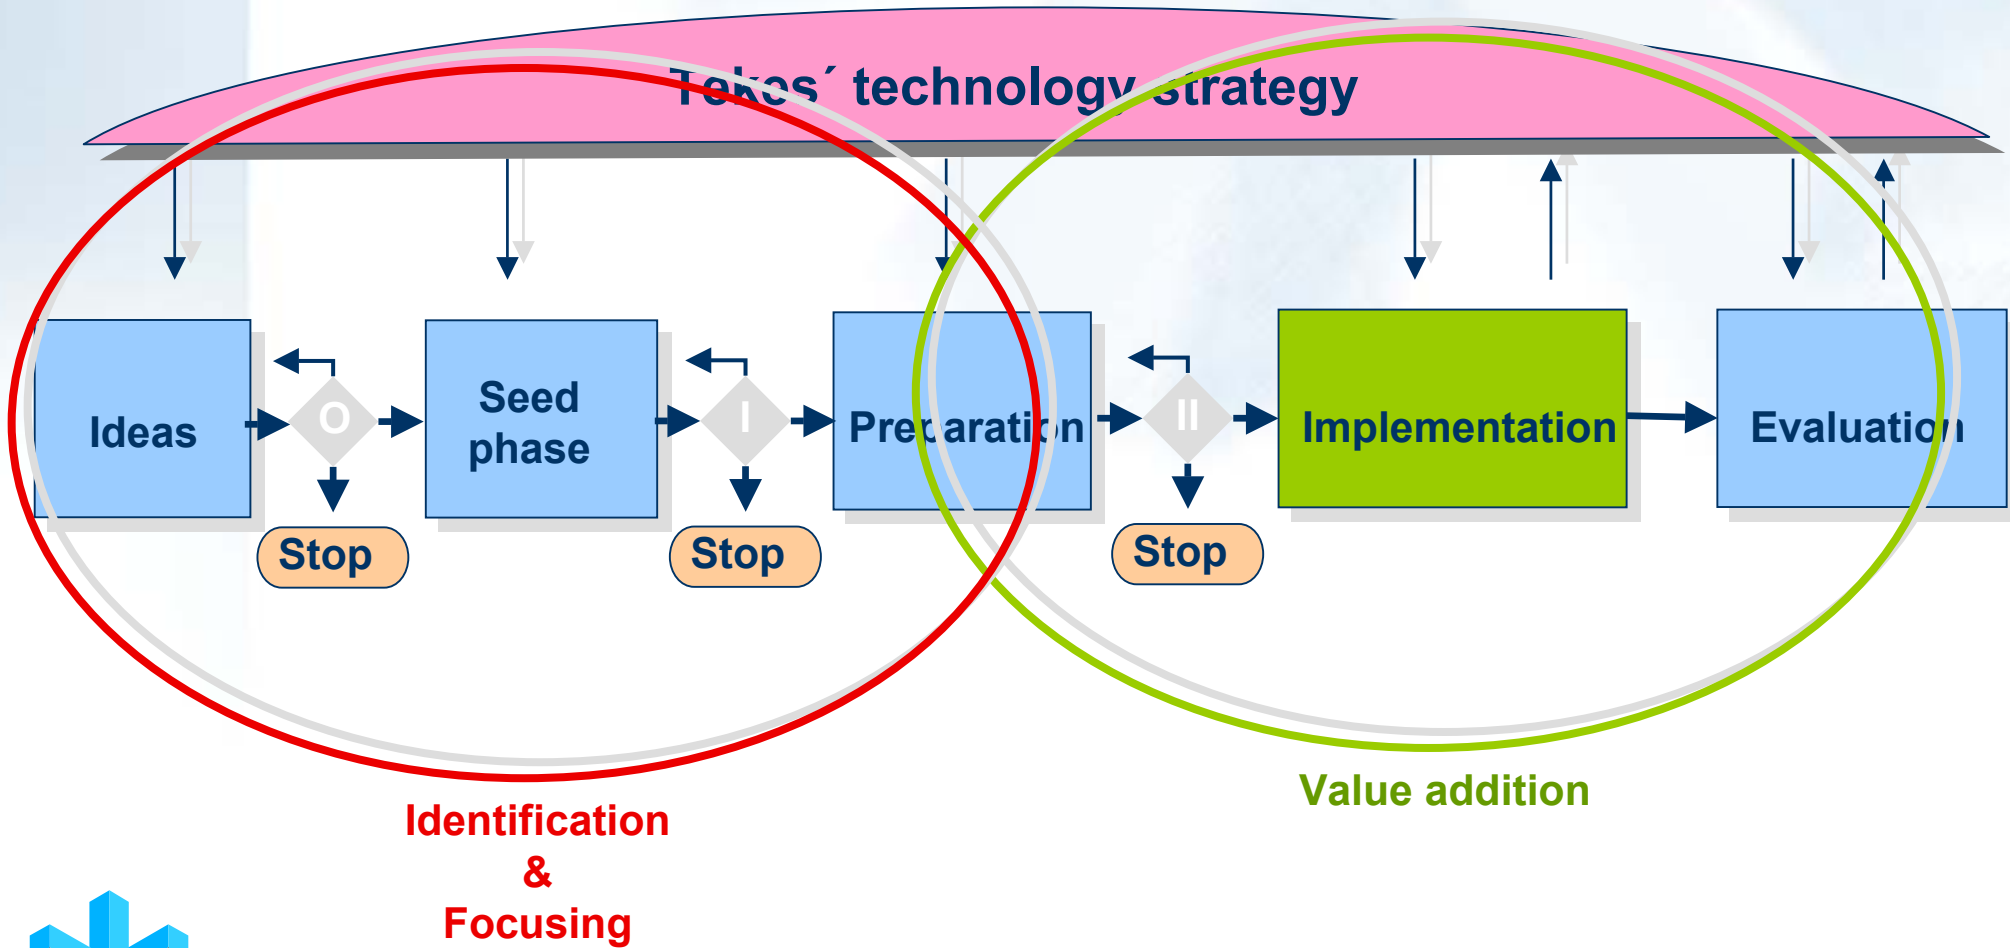 Tekes´ technology strategy
Ideas
O
Seed
phase
I
Preparation
II
Implementation
Evaluation
Stop
Stop
Stop
Value addition
Identification
&
Focusing